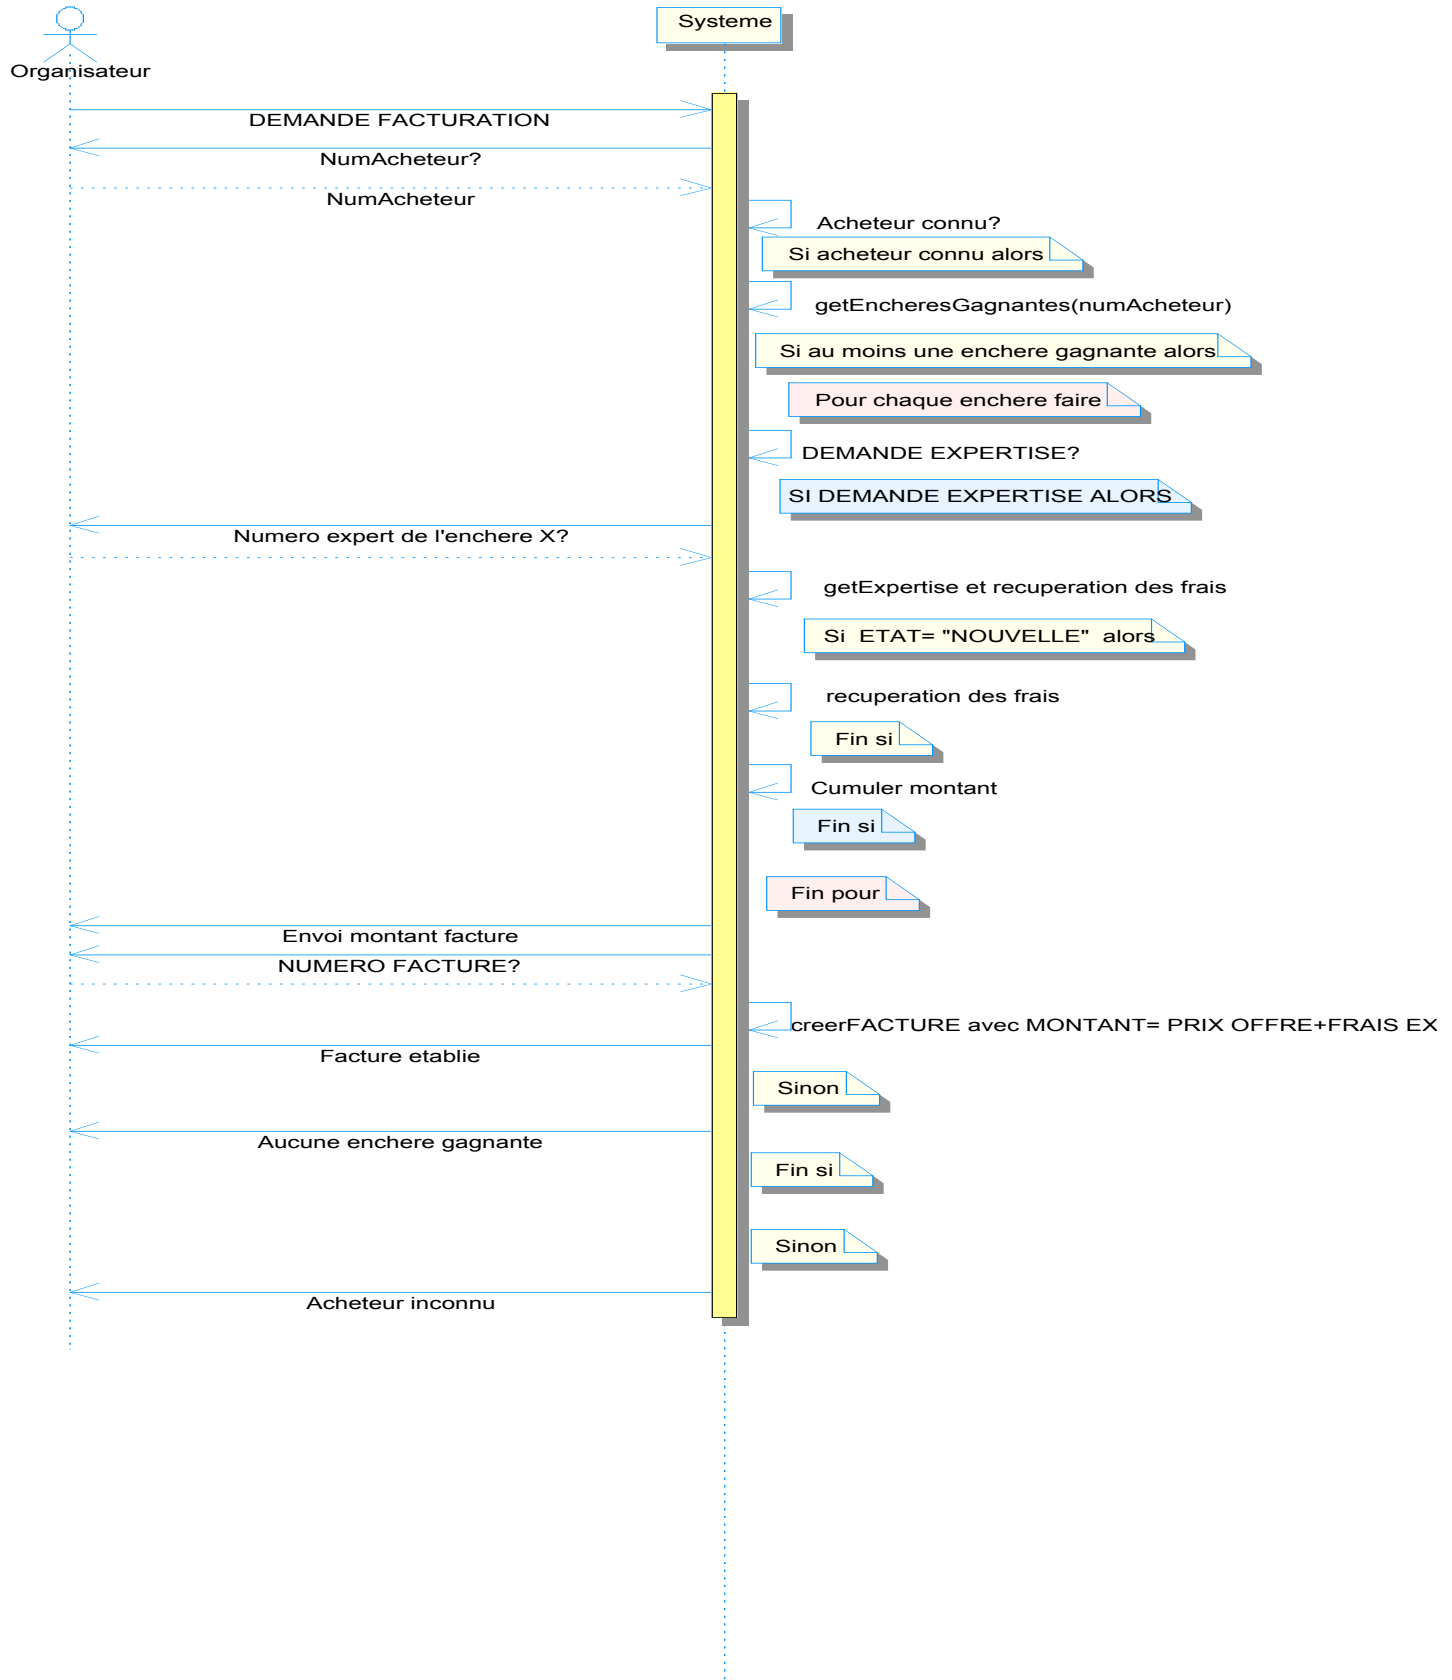 Systeme
Organisateur
DEMANDE FACTURATION
NumAcheteur?
NumAcheteur
Acheteur connu?
Si acheteur connu alors
getEncheresGagnantes(numAcheteur)
Si au moins une enchere gagnante alors
Pour chaque enchere faire
DEMANDE EXPERTISE?
SI DEMANDE EXPERTISE ALORS
Numero expert de l'enchere X?
getExpertise et recuperation des frais
Si ETAT= "NOUVELLE" alors
recuperation des frais
Fin si
Cumuler montant
Fin si
Fin pour
Envoi montant facture
NUMERO FACTURE?
creerFACTURE avec MONTANT= PRIX OFFRE+FRAIS EX
Facture etablie
Sinon
Aucune enchere gagnante
Fin si
Sinon
Acheteur inconnu